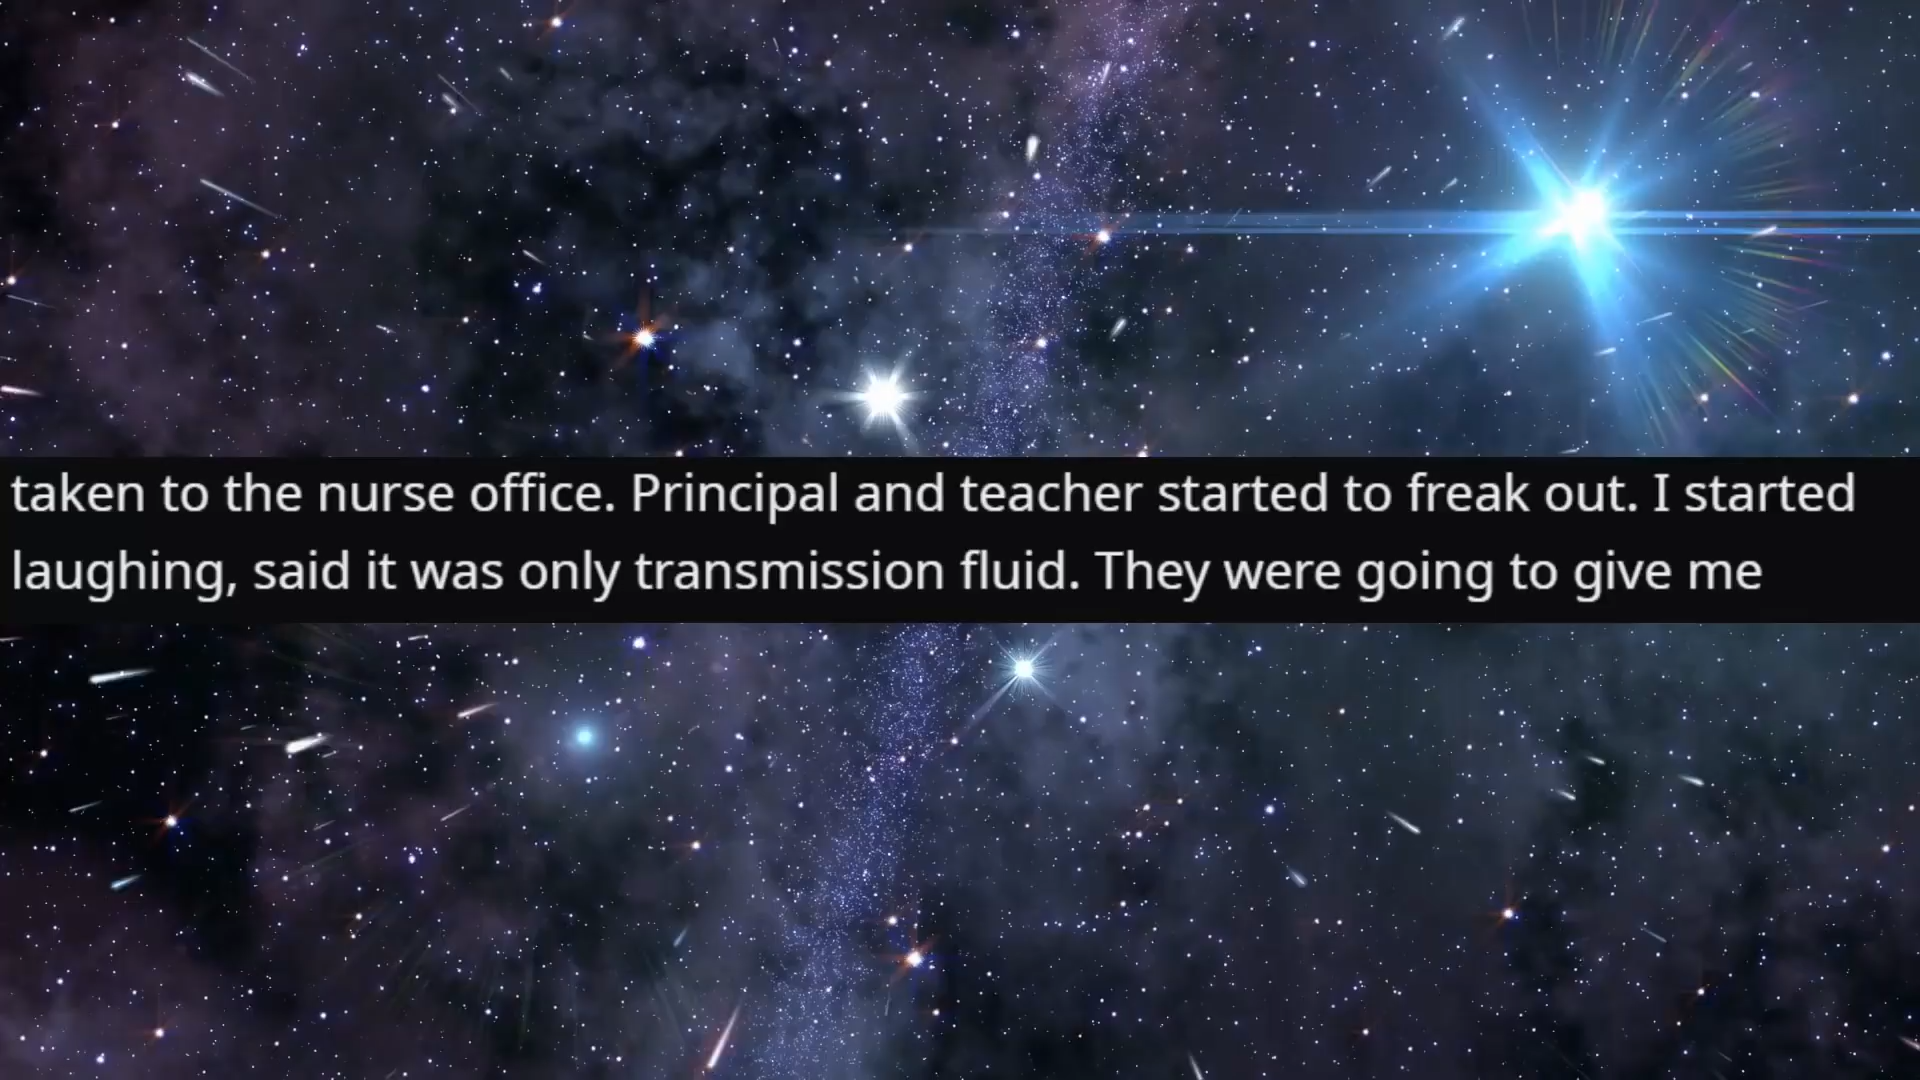 taken to the nurse office. Principal and teacher started to freak out. I started
laughing, said it was only transmission fluid. They were going to give me